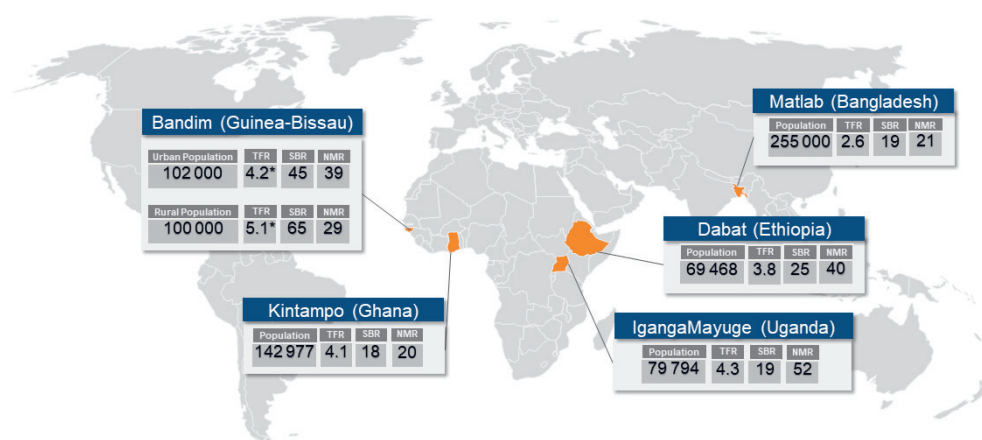 Matlab (Bangladesh)
Population TFR SBR NMR
255 000 2.6 19 21
Bandim (Guinea-Bissau)
Urban Population TFR SBR NMR
102 000 4.2* 45 39
Rural Population TFR SBR NMR
100 000 5.1* 65 29
Dabat (Ethiopia)
Population TFR SBR NMR
69 468 3.8 25 40
Kintampo (Ghana)
Population TFR SBR NMR
142 977 4.1 18 20
IgangaMayuge (Uganda)
Population TFR SBR NMR
79 794 4.3 19 52